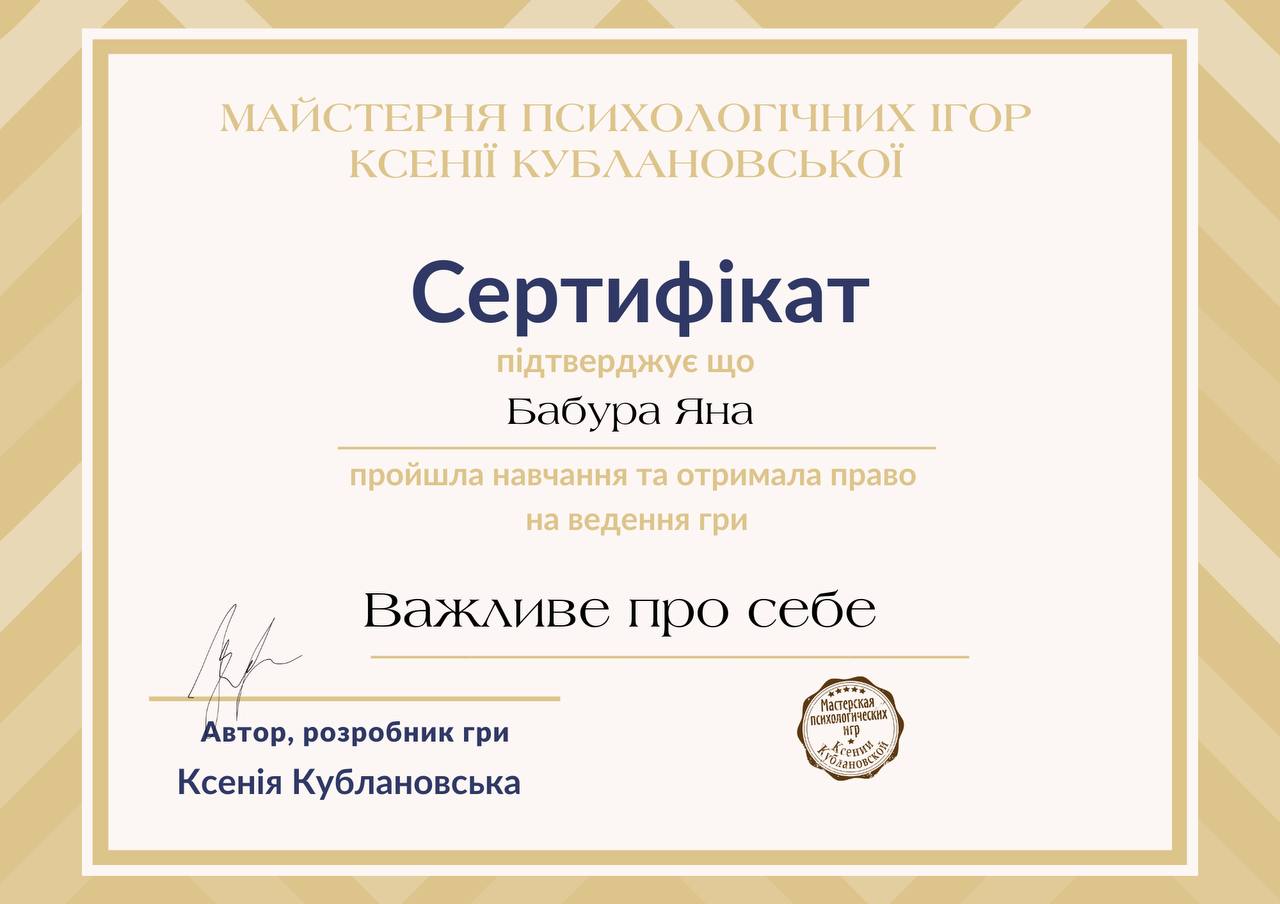 МАЙСТЕРНЯ ПСИХОЛОГІЧНИХ ІГОР
КСЕНІЇ КУБЛАНОВСЬКОЇ
Сертифікат
підтверджує що
Бабура Яна
пройшла навчання та отримала право
на ведення гри
Важливе про себе
Автор, розробник гри
Ксенія Кублановська
Мастерская
психологических
игр
Ксении
Кублановской